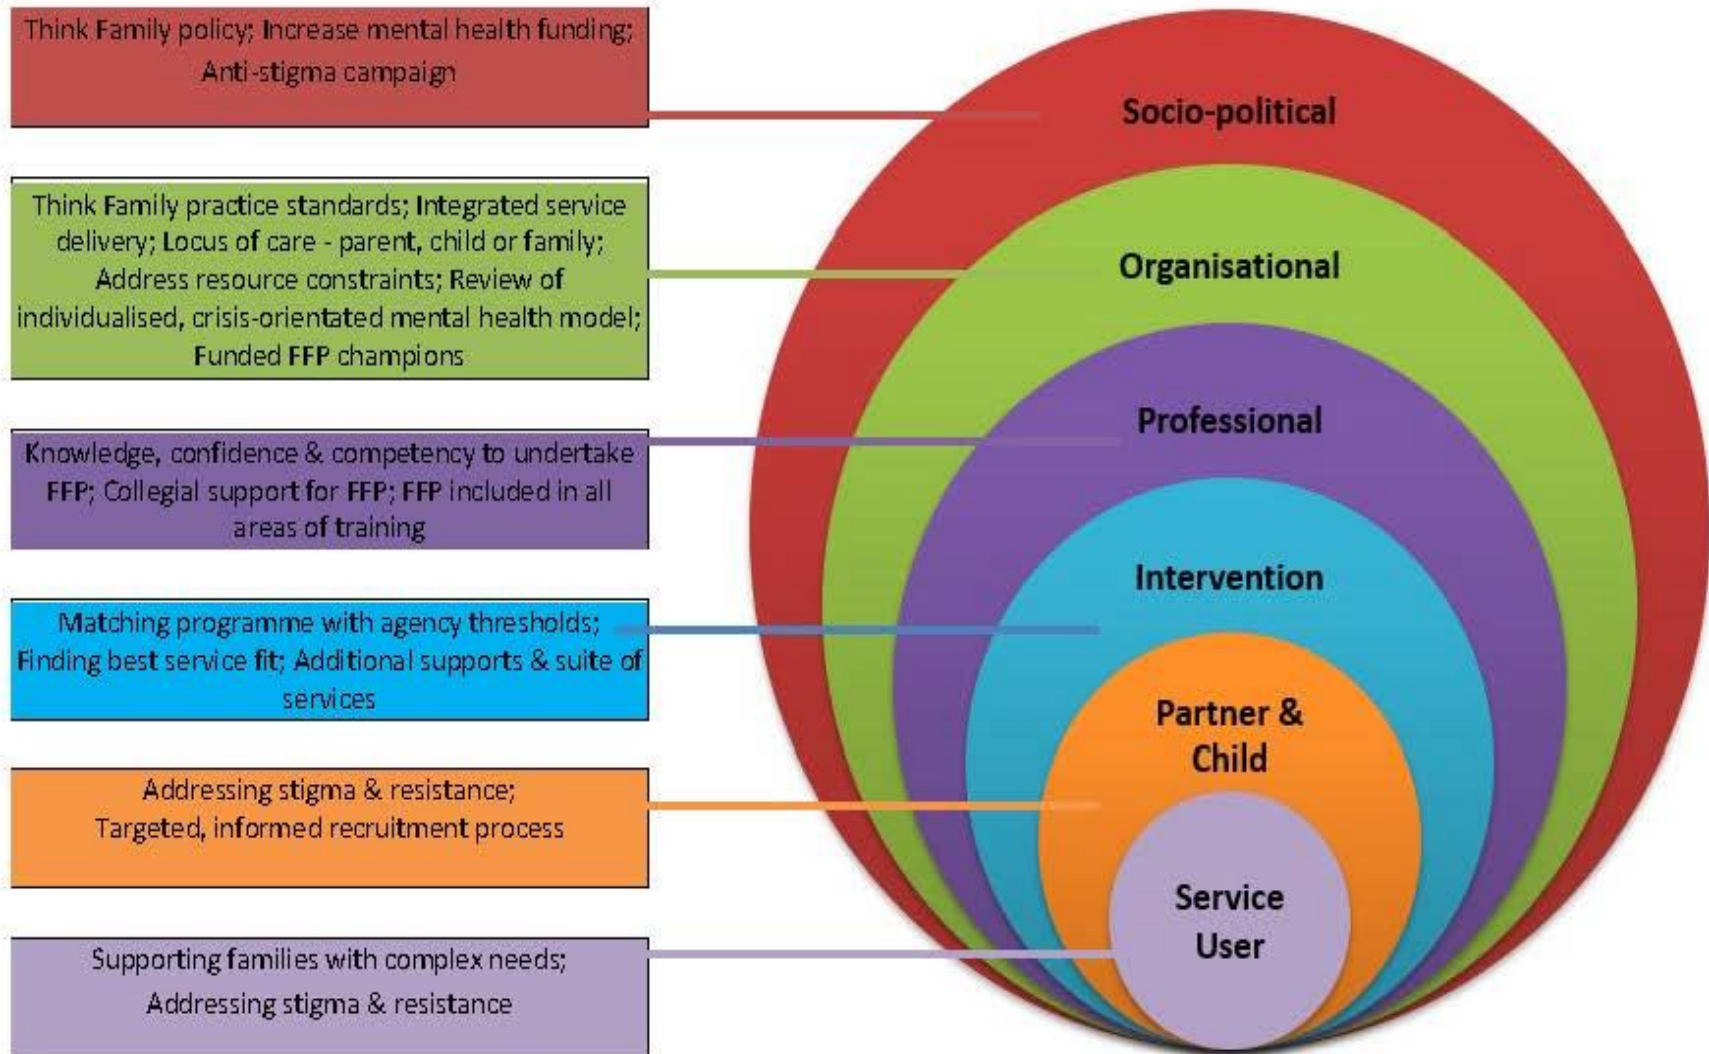 Think Family policy; Increase mental health funding;
Anti-stigma campaign
Think Family practice standards; Integrated service
delivery; Locus of care - parent, child or family;
Address resource constraints; Review of
individualised, crisis-orientated mental health model;
Funded FFP champions
Knowledge, confidence & competency to undertake
FFP; Collegial support for FFP; FFP included in all
areas of training
Matching programme with agency thresholds;
Finding best service fit; Additional supports & suite of
services
Addressing stigma & resistance;
Targeted, informed recruitment process
Supporting families with complex needs;
Addressing stigma & resistance
Socio-political
Organisational
Professional
Intervention
Partner &
Child
Service
User